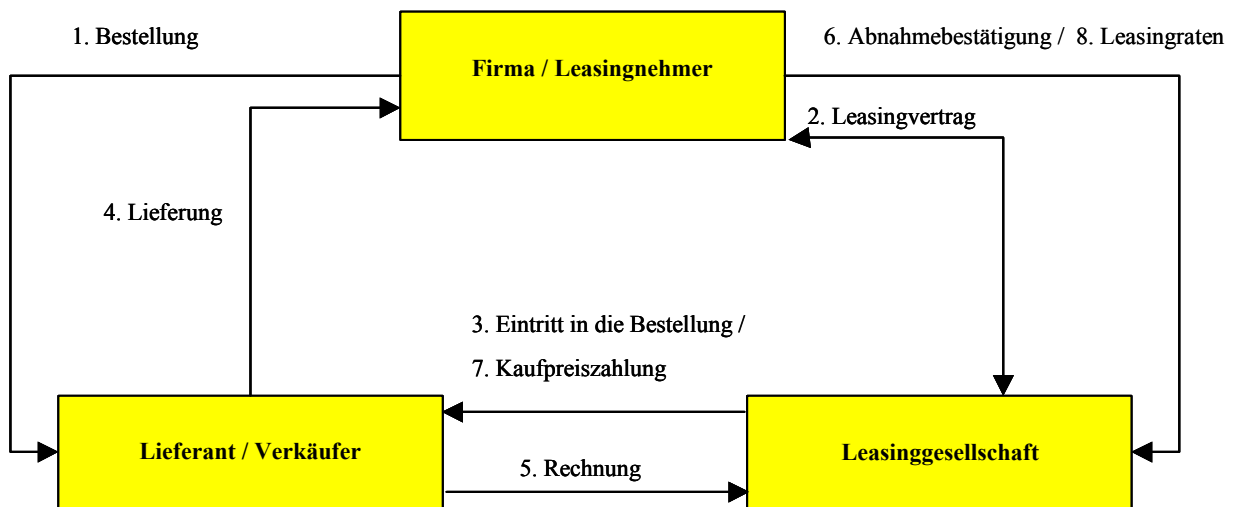 1. Bestellung
6. Abnahmebestätigung / 8. Leasingraten
Firma / Leasingnehmer
2. Leasingvertrag
4. Lieferung
3. Eintritt in die Bestellung /
7. Kaufpreiszahlung
Lieferant / Verkäufer
5. Rechnung
Leasinggesellschaft